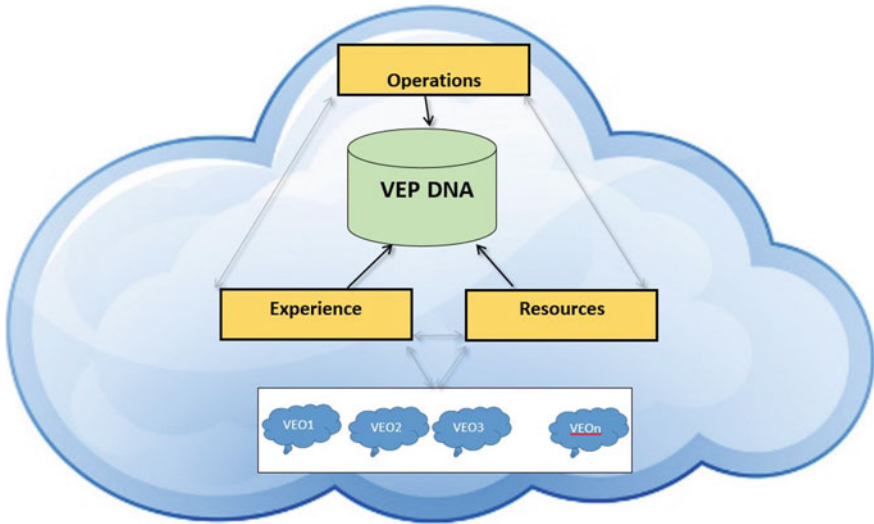 Operations
VEP DNA
Experience
Resources
VEO1
VEO2
VEO3
VEOn